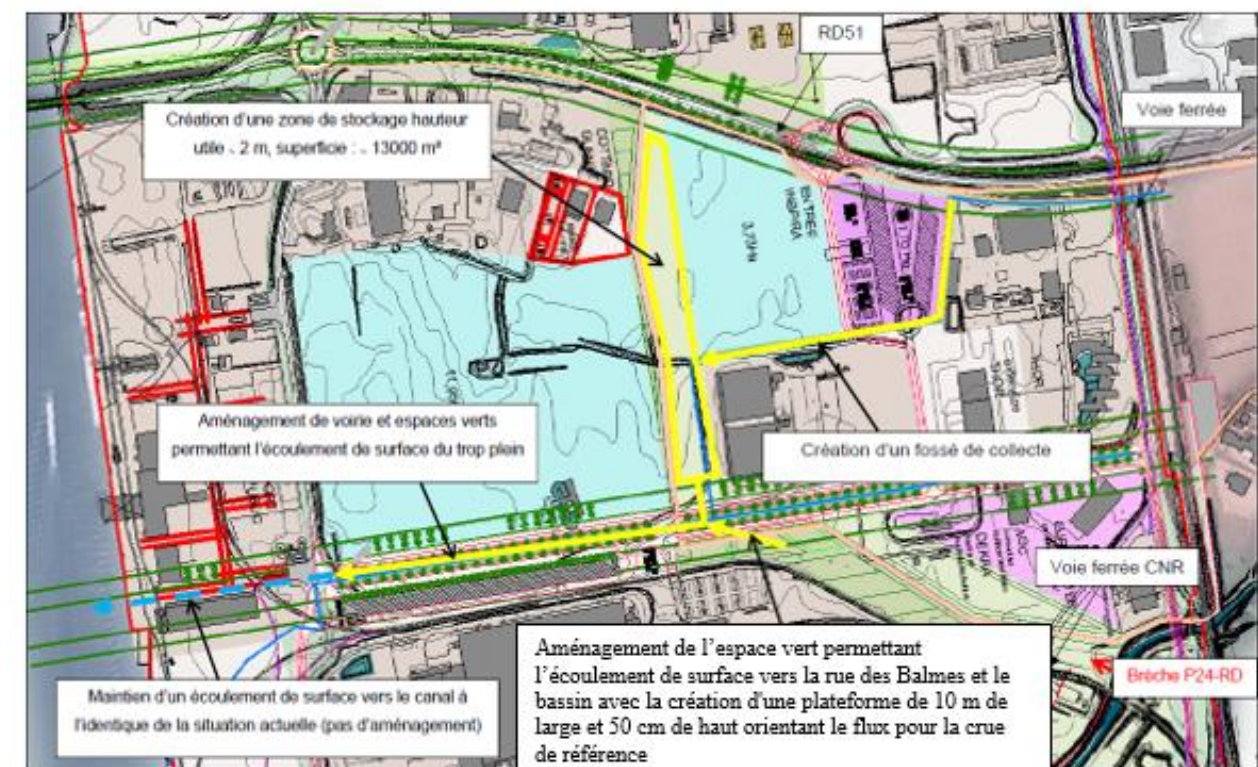 RD51
Voie ferrée
Création d'une zone de stockage hauteur
utile ~ 2 m, superficie : ~ 13000 m²
ENTREE
INSPIRA
3,73Ha
Aménagement de voirie et espaces verts
permettant l'écoulement de surface du trop plein
Création d'un fossé de collecte
Voie ferrée CNR
Brèche P24-RD
Maintien d'un écoulement de surface vers le canal à
l'identique de la situation actuelle (pas d'aménagement)
Aménagement de l'espace vert permettant
l'écoulement de surface vers la rue des Balmes et le
bassin avec la création d'une plateforme de 10 m de
large et 50 cm de haut orientant le flux pour la crue
de référence